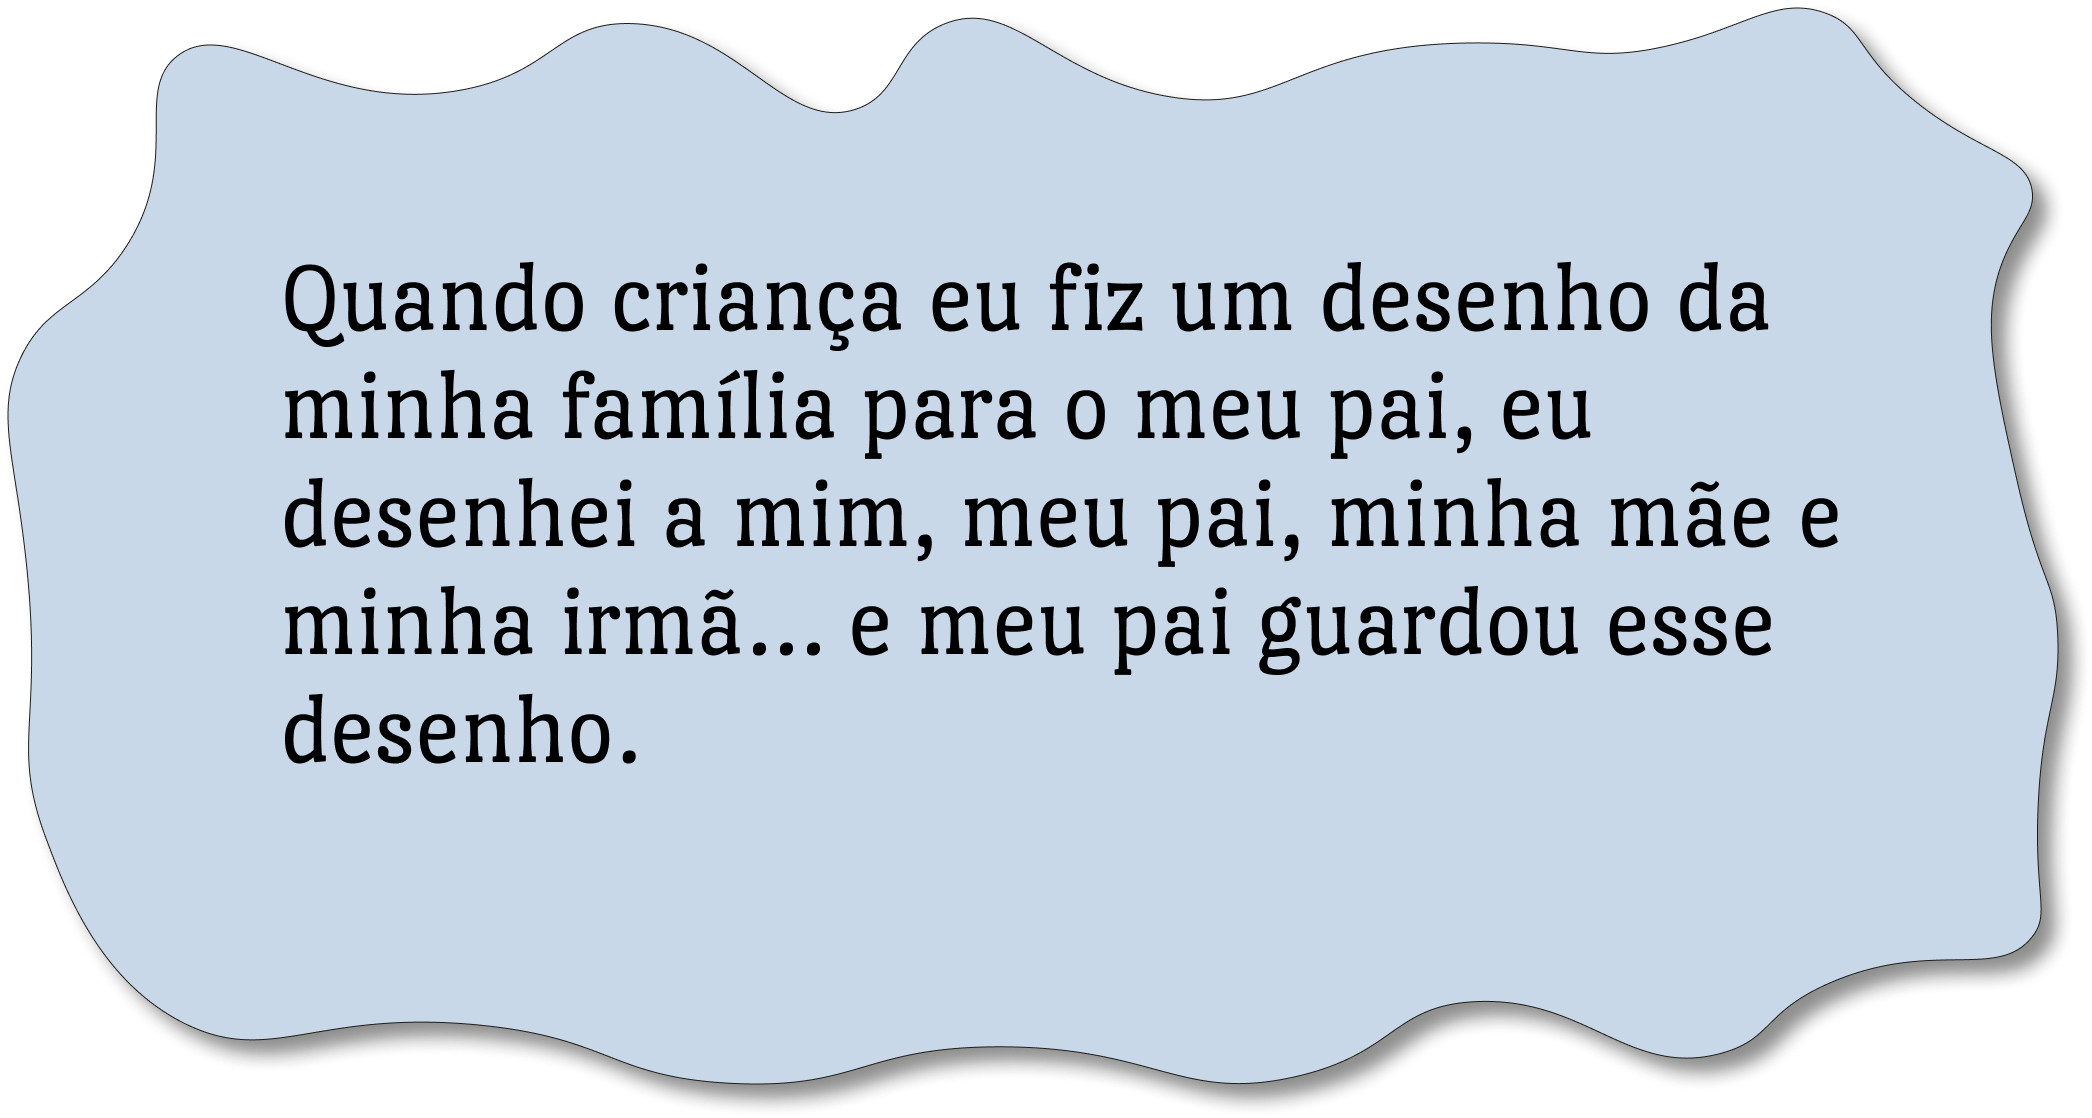 Quando criança eu fiz um desenho da
minha família para o meu pai, eu
desenhei a mim, meu pai, minha mãe e
minha irmã... e meu pai guardou esse
desenho.